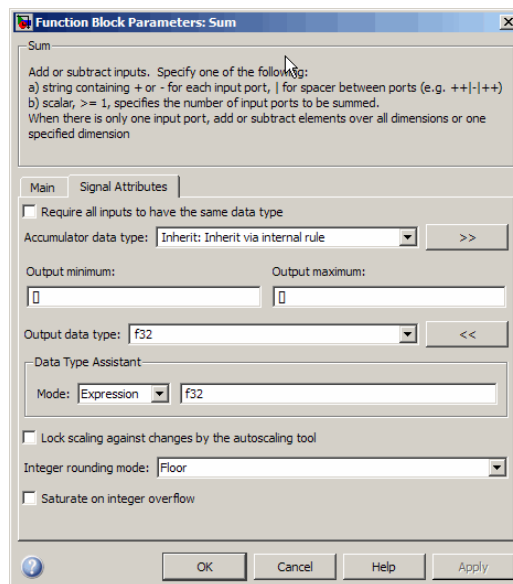 Function Block Parameters: Sum
Sum
Add or subtract inputs. Specify one of the following:
a) string containing + or - for each input port, | for spacer between ports (e.g. ++|-|++)
b) scalar, >= 1, specifies the number of input ports to be summed.
When there is only one input port, add or subtract elements over all dimensions or one
specified dimension
Main Signal Attributes
Require all inputs to have the same data type
Accumulator data type: Inherit: Inherit via internal rule >>
Output minimum: Output maximum:
[] []
Output data type: f32 <<
Data Type Assistant
Mode: Expression f32
Lock scaling against changes by the autoscaling tool
Integer rounding mode: Floor
Saturate on integer overflow
? OK Cancel Help Apply